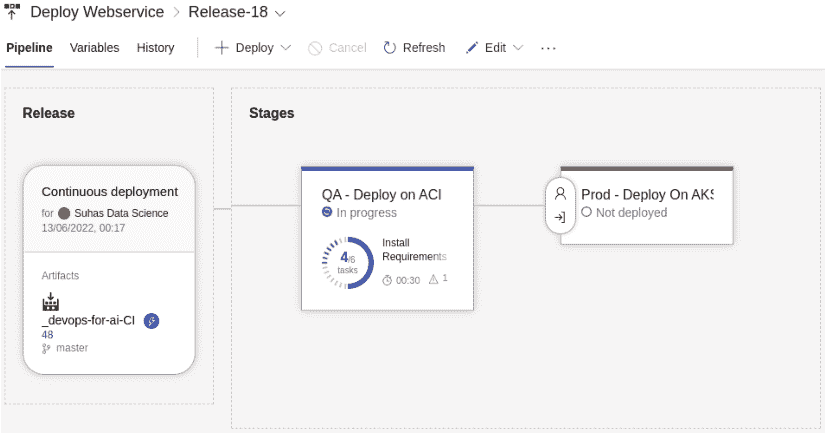 Deploy Webservice > Release-18
Pipeline Variables History Deploy Cancel Refresh Edit ...
Release
Stages
Continuous deployment
for Suhas Data Science
13/06/2022, 00:17
Artifacts
_devops-for-ai-CI
48
master
QA - Deploy on ACI
In progress
4/6
tasks
Install
Requirements
00:30 1
Prod - Deploy On AKS
Not deployed